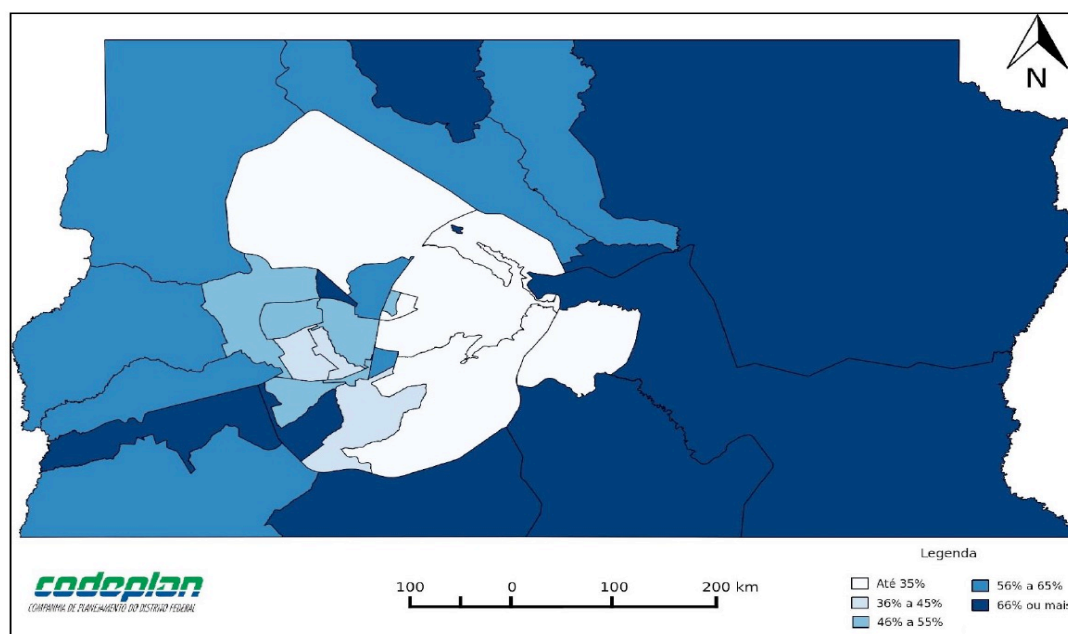 N
Legenda
Até 35%
36% a 45%
46% a 55%
56% a 65%
66% ou mais
100 0 100 200 km
codeplan
COMPANHIA DE PLANEJAMENTO DO DISTRITO FEDERAL